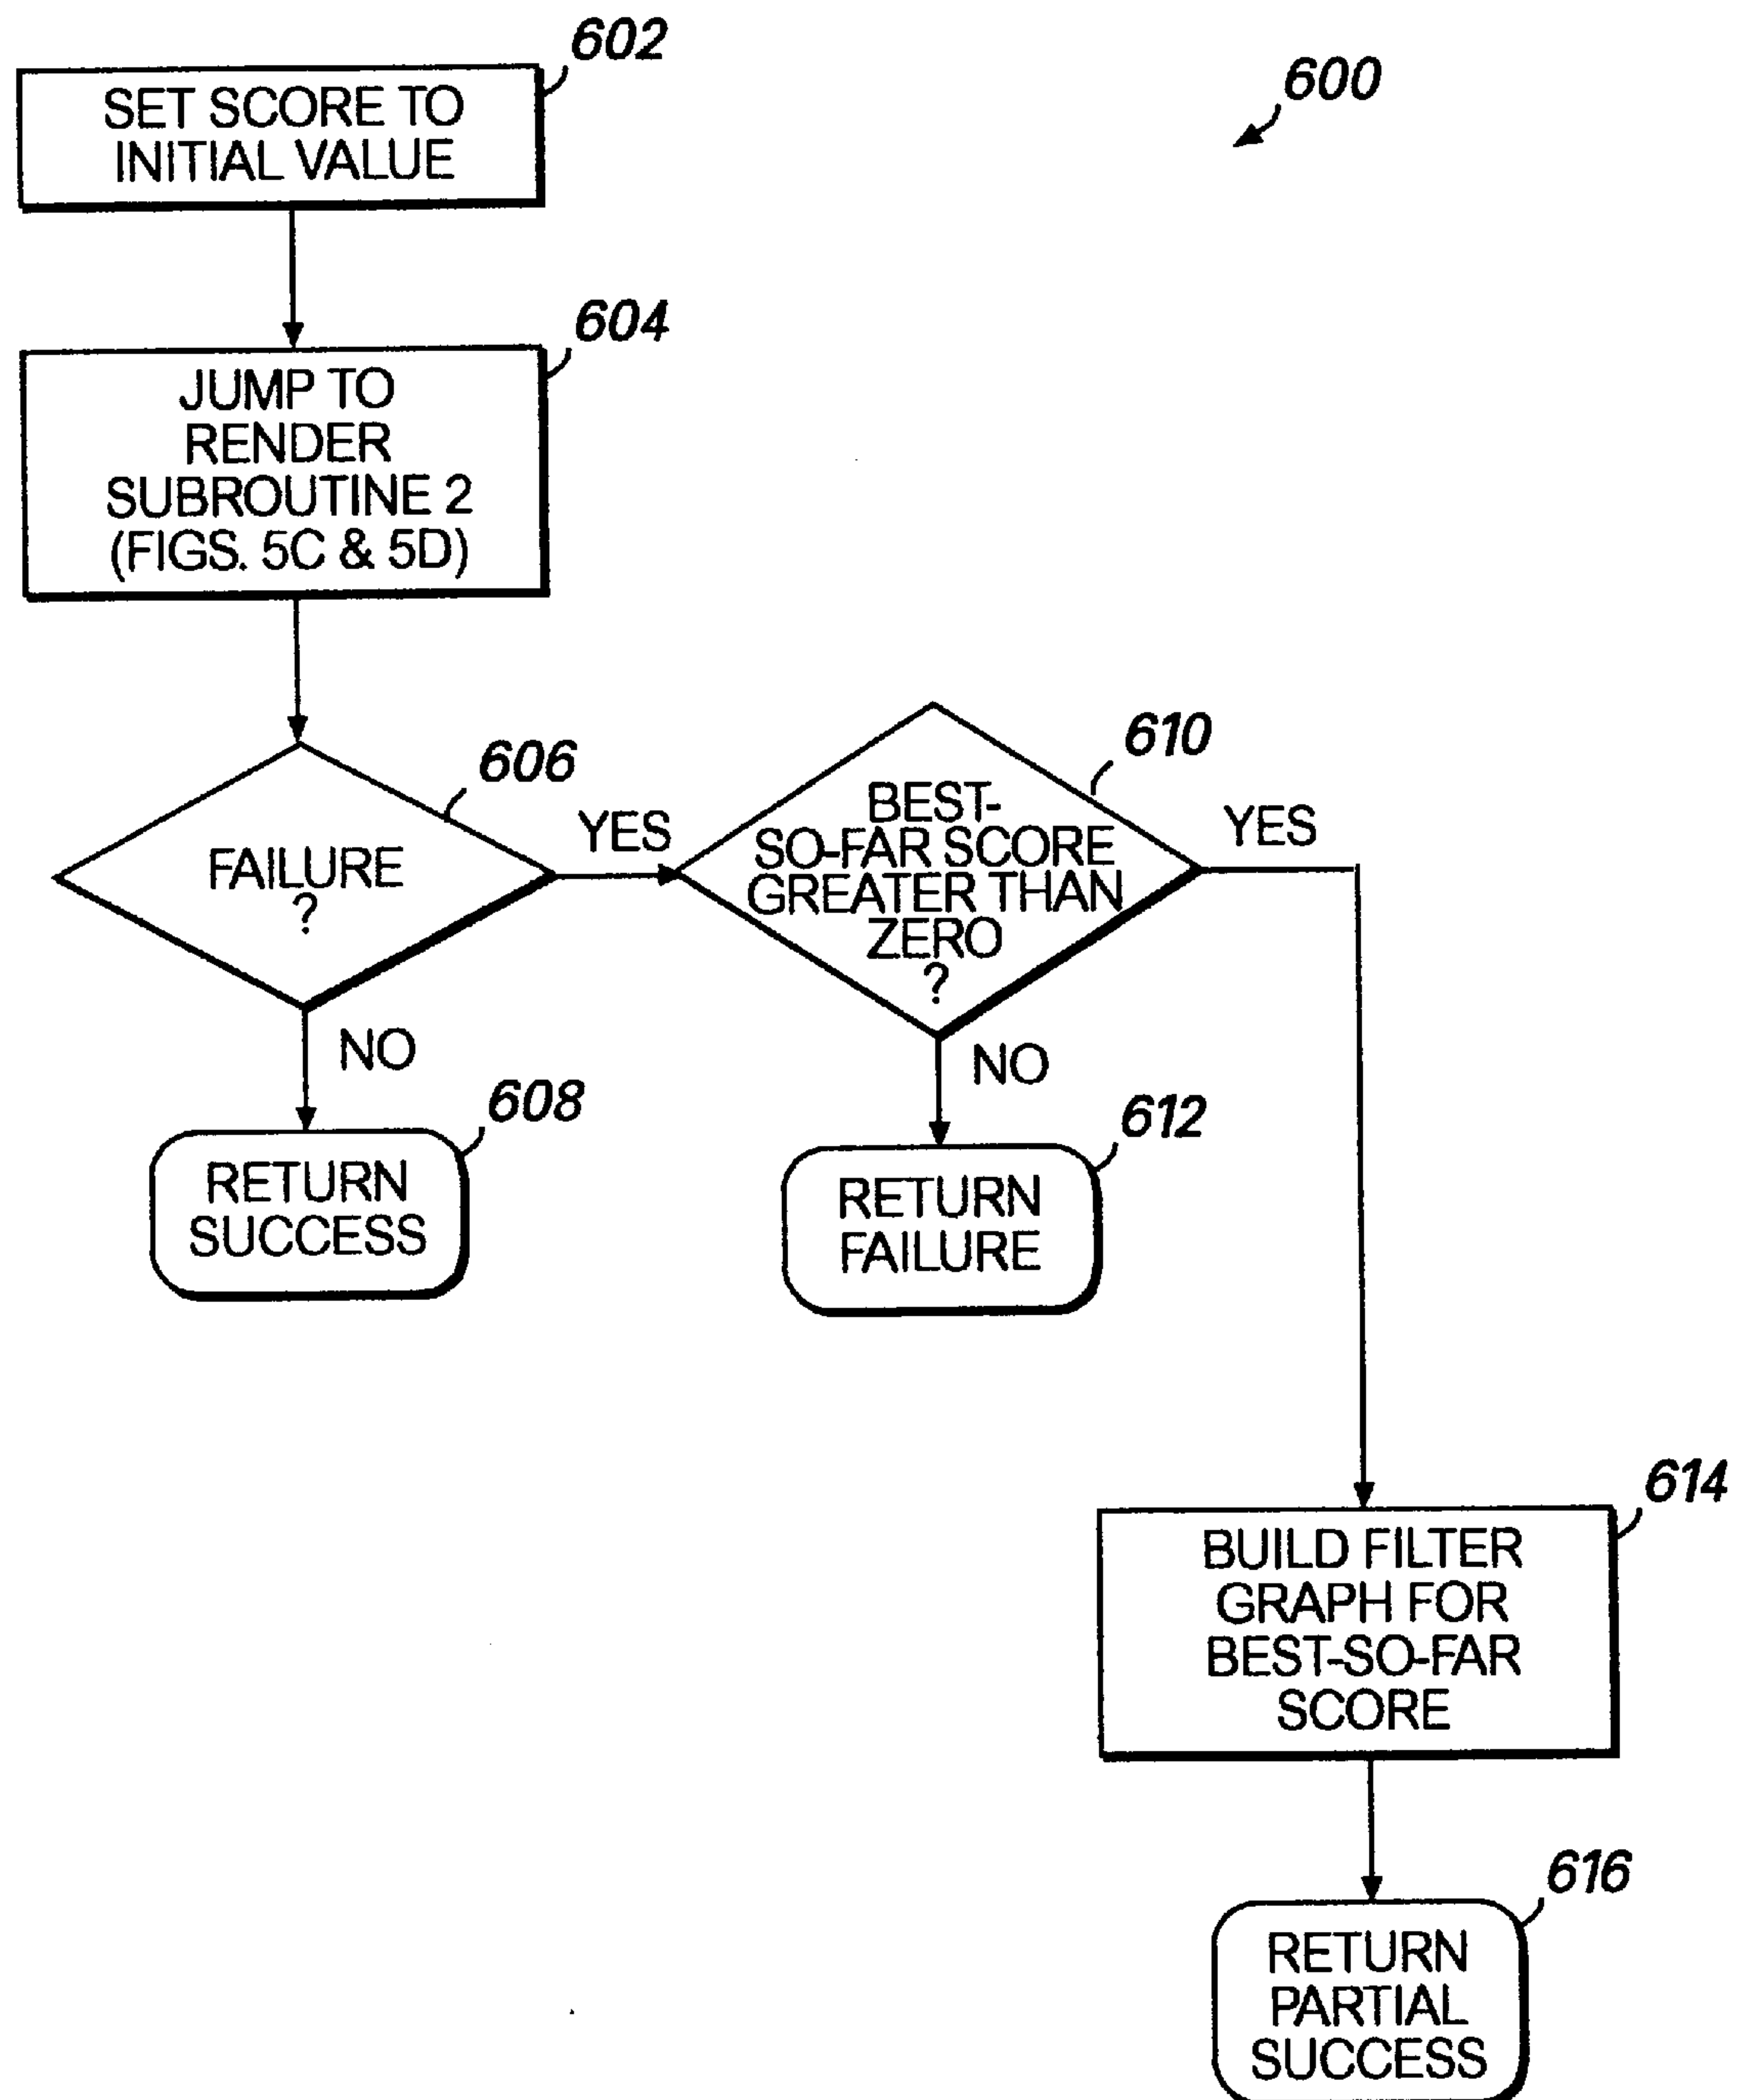 602
600
SET SCORE TO
INITIAL VALUE
604
JUMP TO
RENDER
SUBROUTINE 2
(FIGS. 5C & 5D)
606
FAILURE
?
YES
610
BEST-
SO-FAR SCORE
GREATER THAN
ZERO
?
YES
NO
608
RETURN
SUCCESS
NO
612
RETURN
FAILURE
614
BUILD FILTER
GRAPH FOR
BEST-SO-FAR
SCORE
616
RETURN
PARTIAL
SUCCESS